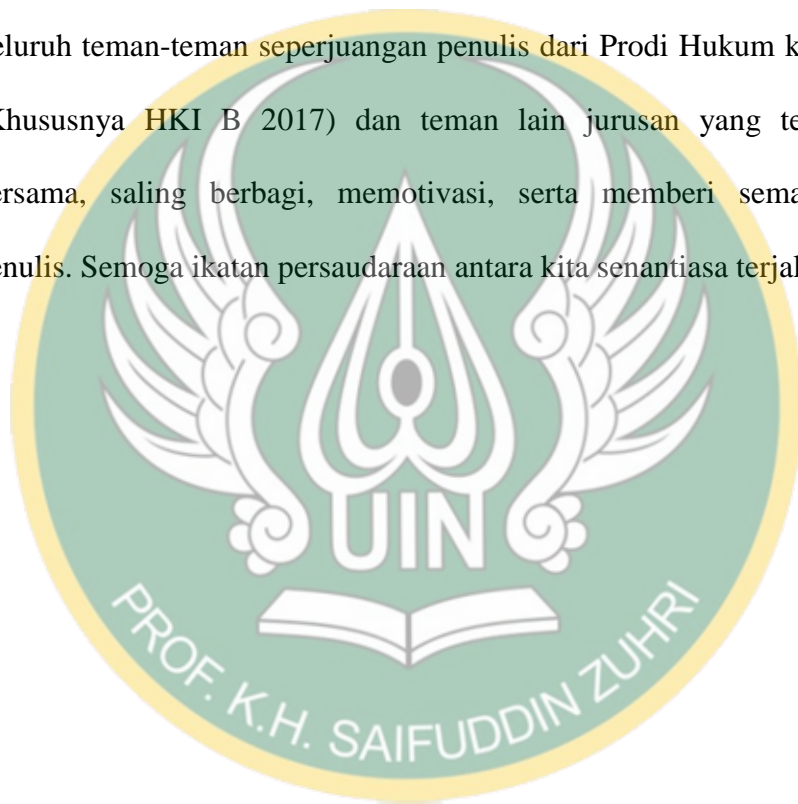 eluruh teman-teman seperjuangan penulis dari Prodi Hukum k
Khususnya HKI B 2017) dan teman lain jurusan yang te
ersama, saling berbagi, memotivasi, serta memberi sema
enulis. Semoga ikatan persaudaraan antara kita senantiasa terjal
UIN
PROF. K.H. SAIFUDDIN ZUHRI